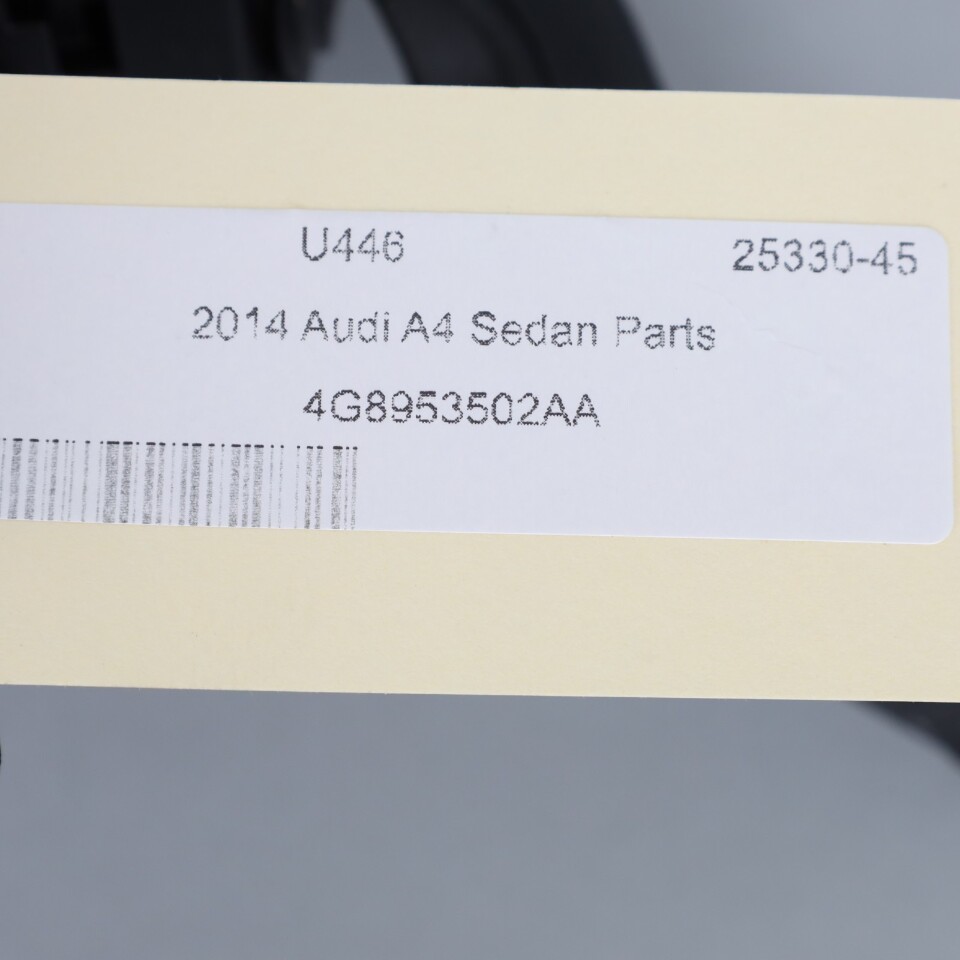 U446 25330-45
2014 Audi A4 Sedan Parts
4G8953502AA